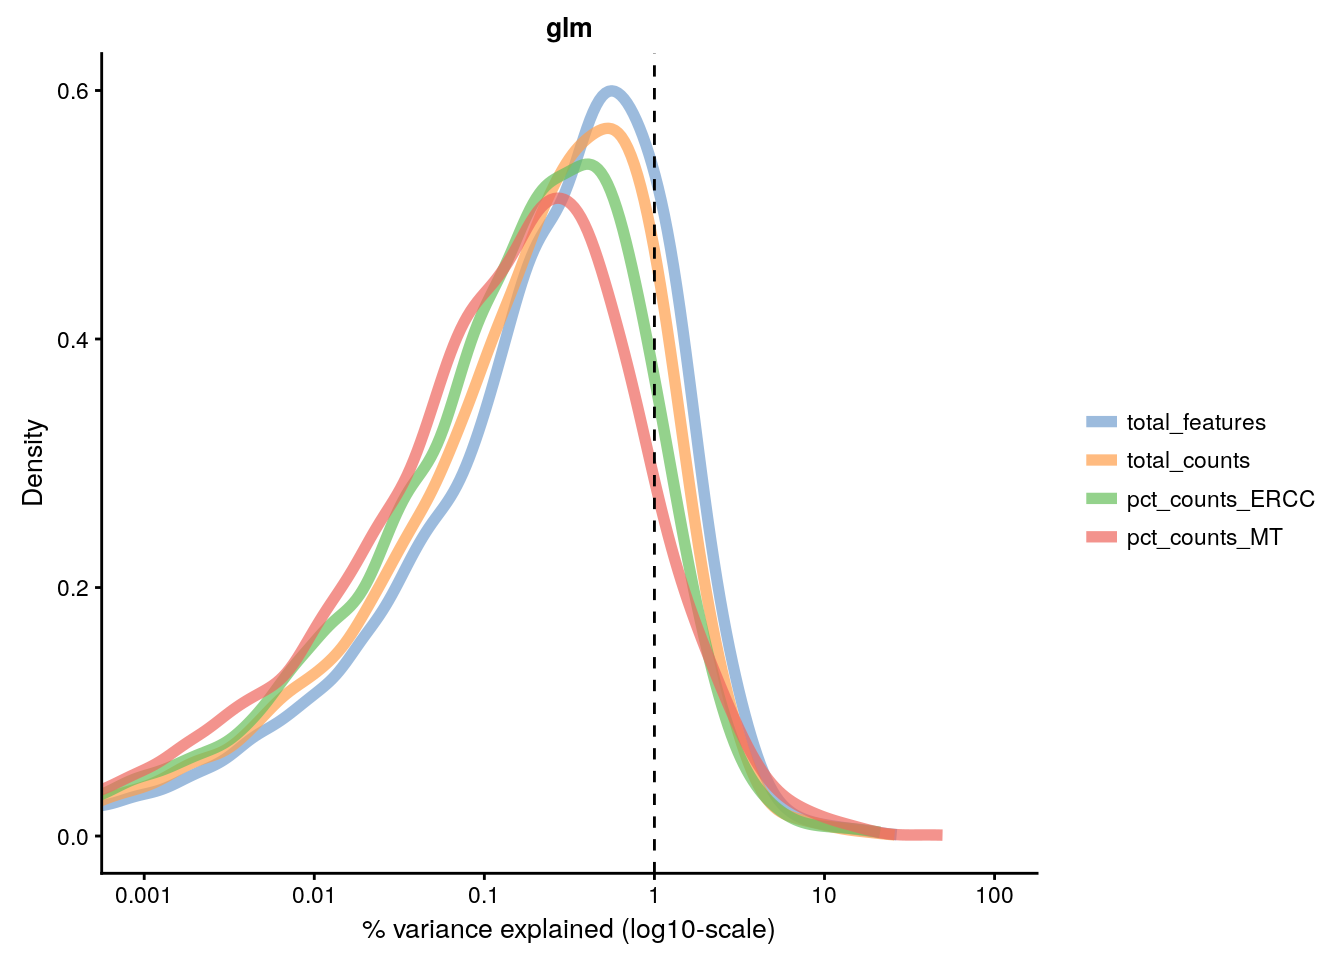 glm
0.6
0.4
0.2
0.0
Density
0.001 0.01 0.1 1 10 100
% variance explained (log10-scale)
total_features
total_counts
pct_counts_ERCC
pct_counts_MT